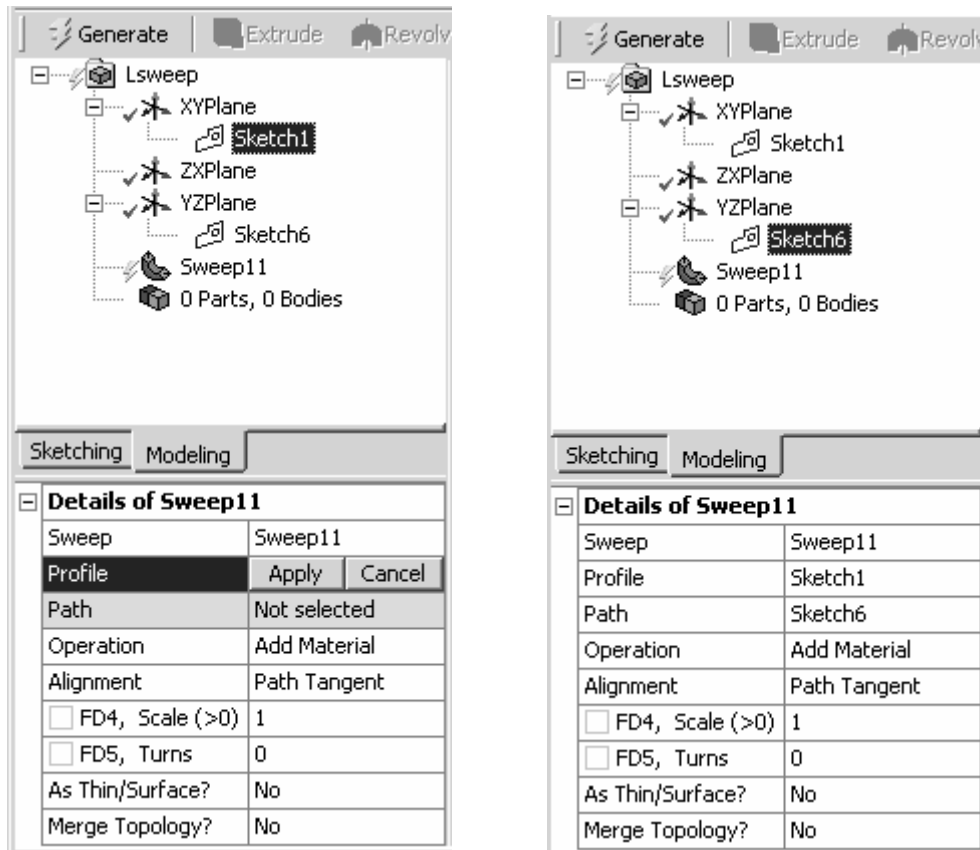 Generate Extrude Revolv
Lsweep
XYPlane
Sketch1
ZXPlane
YZPlane
Sketch6
Sweep11
0 Parts, 0 Bodies
Sketching Modeling
Details of Sweep11
Sweep Sweep11
Profile Apply Cancel
Path Not selected
Operation Add Material
Alignment Path Tangent
FD4, Scale (>0) 1
FD5, Turns 0
As Thin/Surface? No
Merge Topology? No
Generate Extrude Revolv
Lsweep
XYPlane
Sketch1
ZXPlane
YZPlane
Sketch6
Sweep11
0 Parts, 0 Bodies
Sketching Modeling
Details of Sweep11
Sweep Sweep11
Profile Sketch1
Path Sketch6
Operation Add Material
Alignment Path Tangent
FD4, Scale (>0) 1
FD5, Turns 0
As Thin/Surface? No
Merge Topology? No